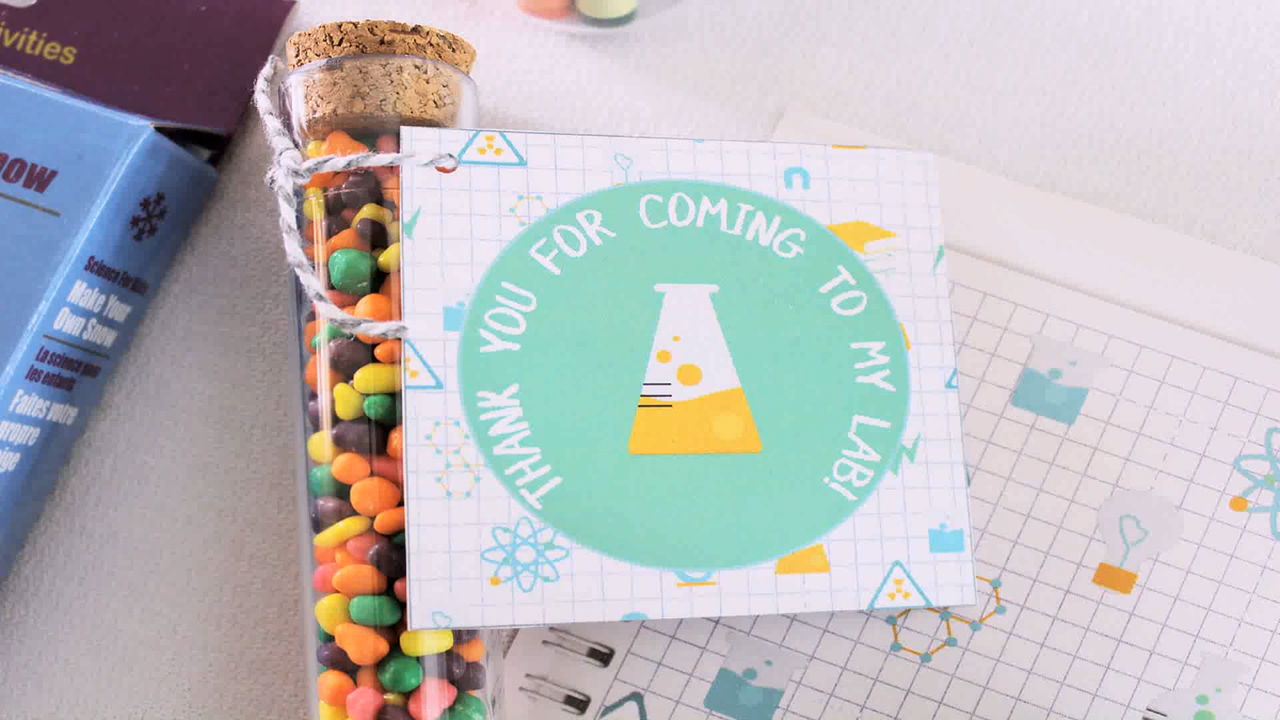 ivities
OW
Science For
Make Your
Own Snow
La science pour
les enfants
Faites votre
propre
THANK YOU FOR COMING TO MY LAB!